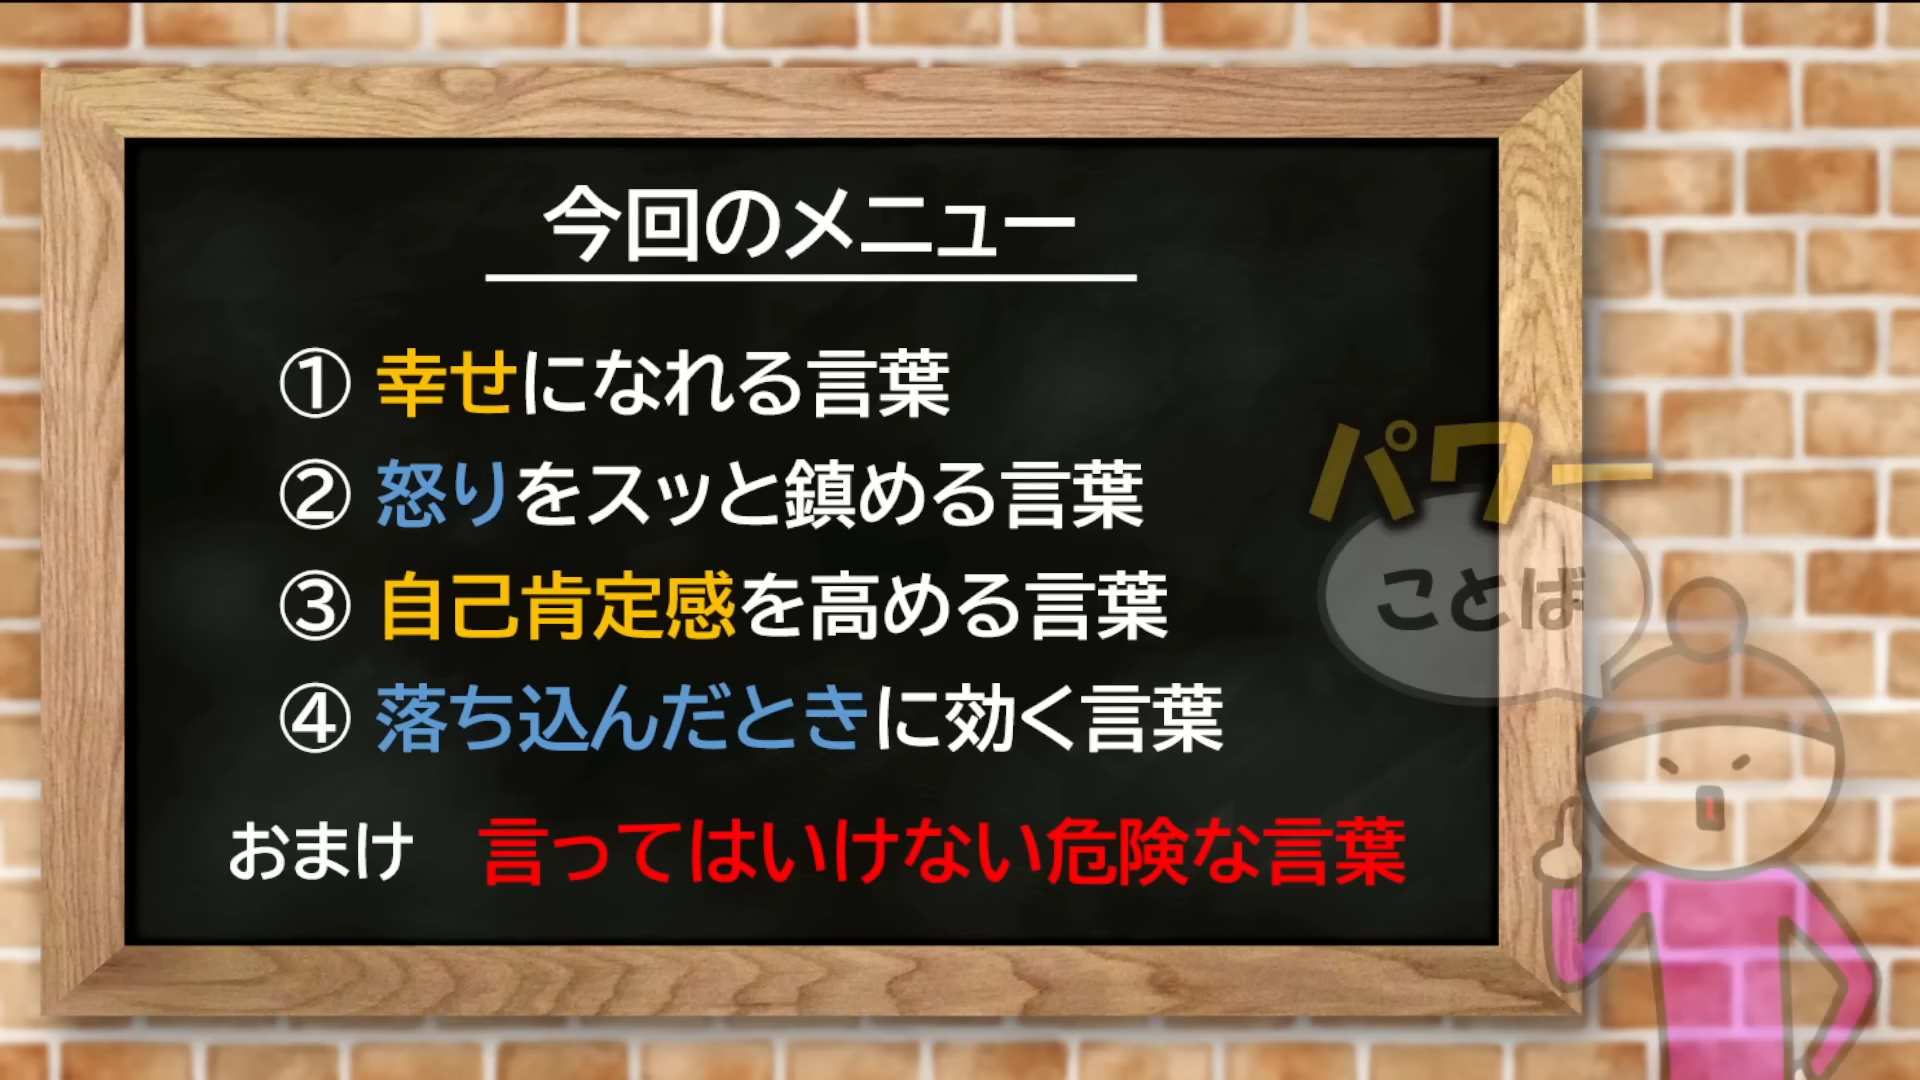 今回のメニュー
① 幸せになれる言葉
② 怒りをスッと鎮める言葉
③ 自己肯定感を高める言葉
④ 落ち込んだときに効く言葉
おまけ 言ってはいけない危険な言葉
パワー
ことば